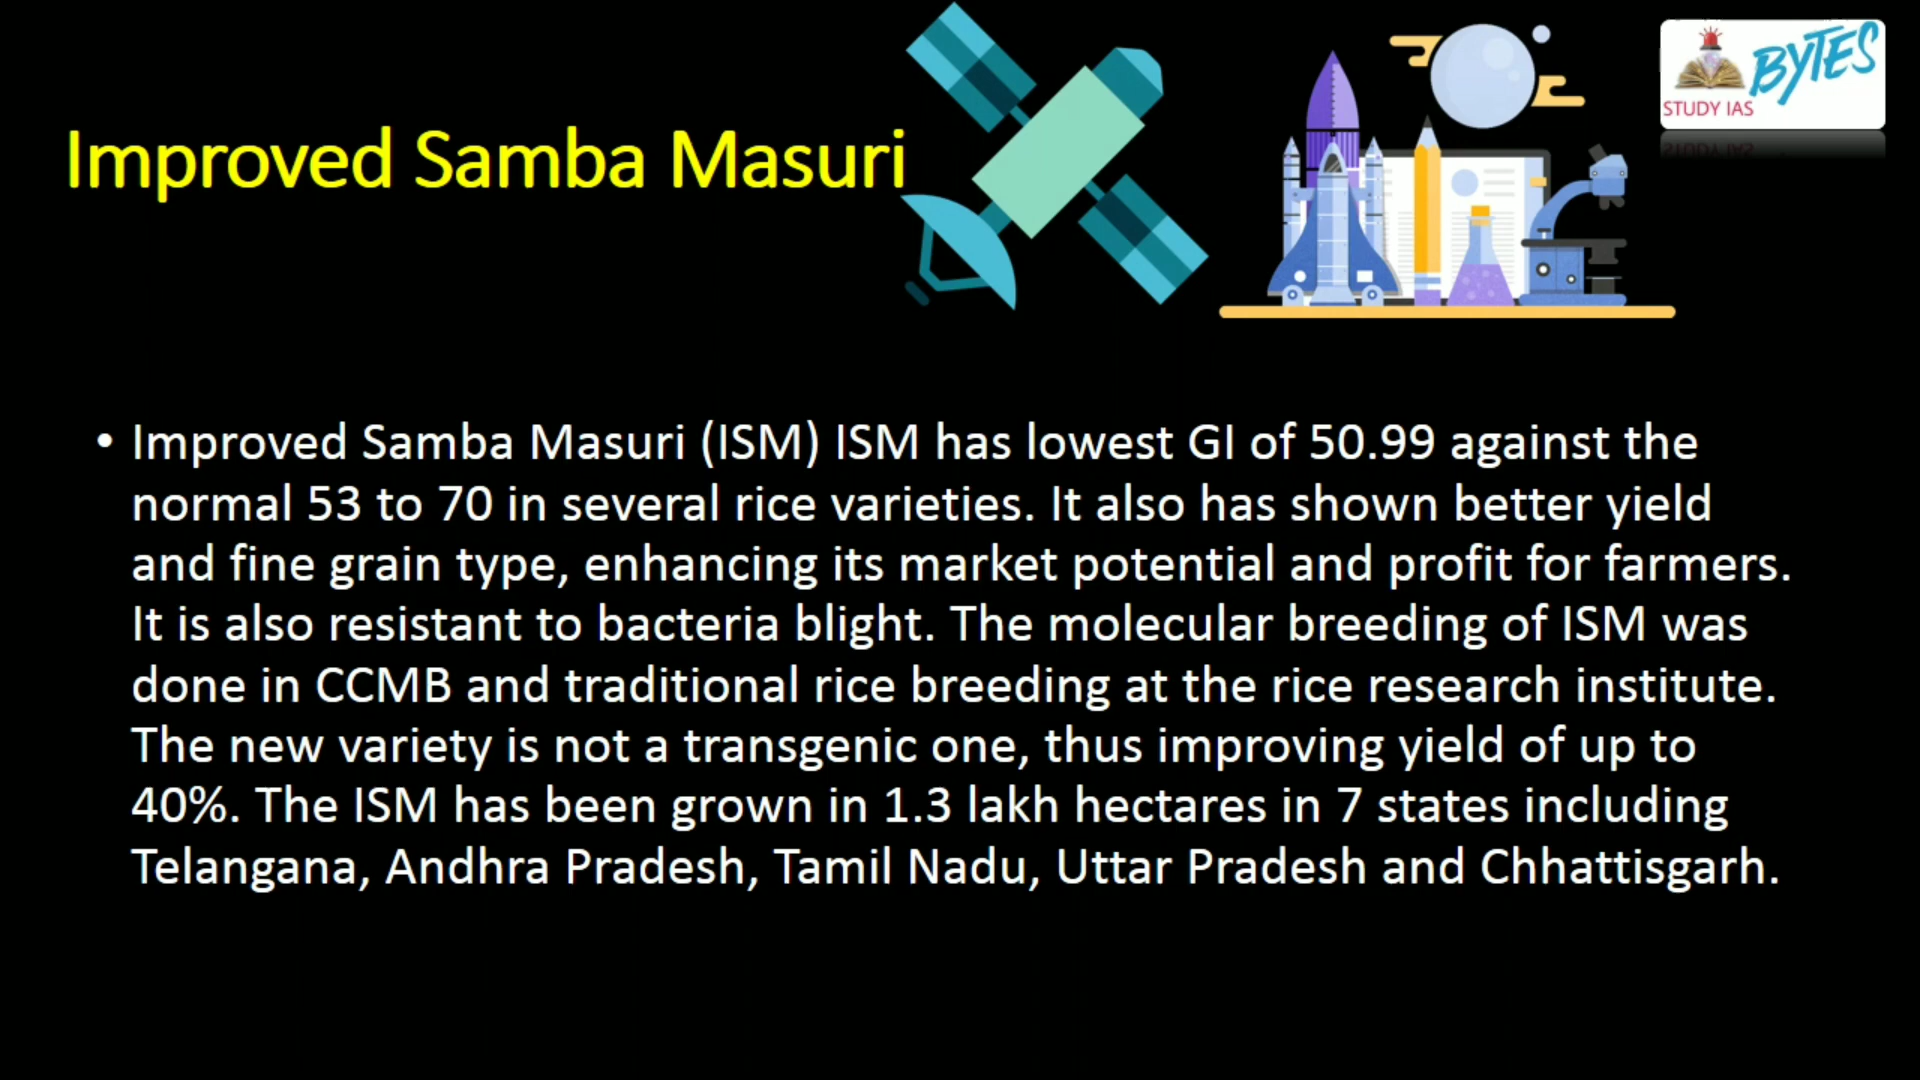 BYTES
STUDY IAS
Improved Samba Masuri
• Improved Samba Masuri (ISM) ISM has lowest GI of 50.99 against the
normal 53 to 70 in several rice varieties. It also has shown better yield
and fine grain type, enhancing its market potential and profit for farmers.
It is also resistant to bacteria blight. The molecular breeding of ISM was
done in CCMB and traditional rice breeding at the rice research institute.
The new variety is not a transgenic one, thus improving yield of up to
40%. The ISM has been grown in 1.3 lakh hectares in 7 states including
Telangana, Andhra Pradesh, Tamil Nadu, Uttar Pradesh and Chhattisgarh.